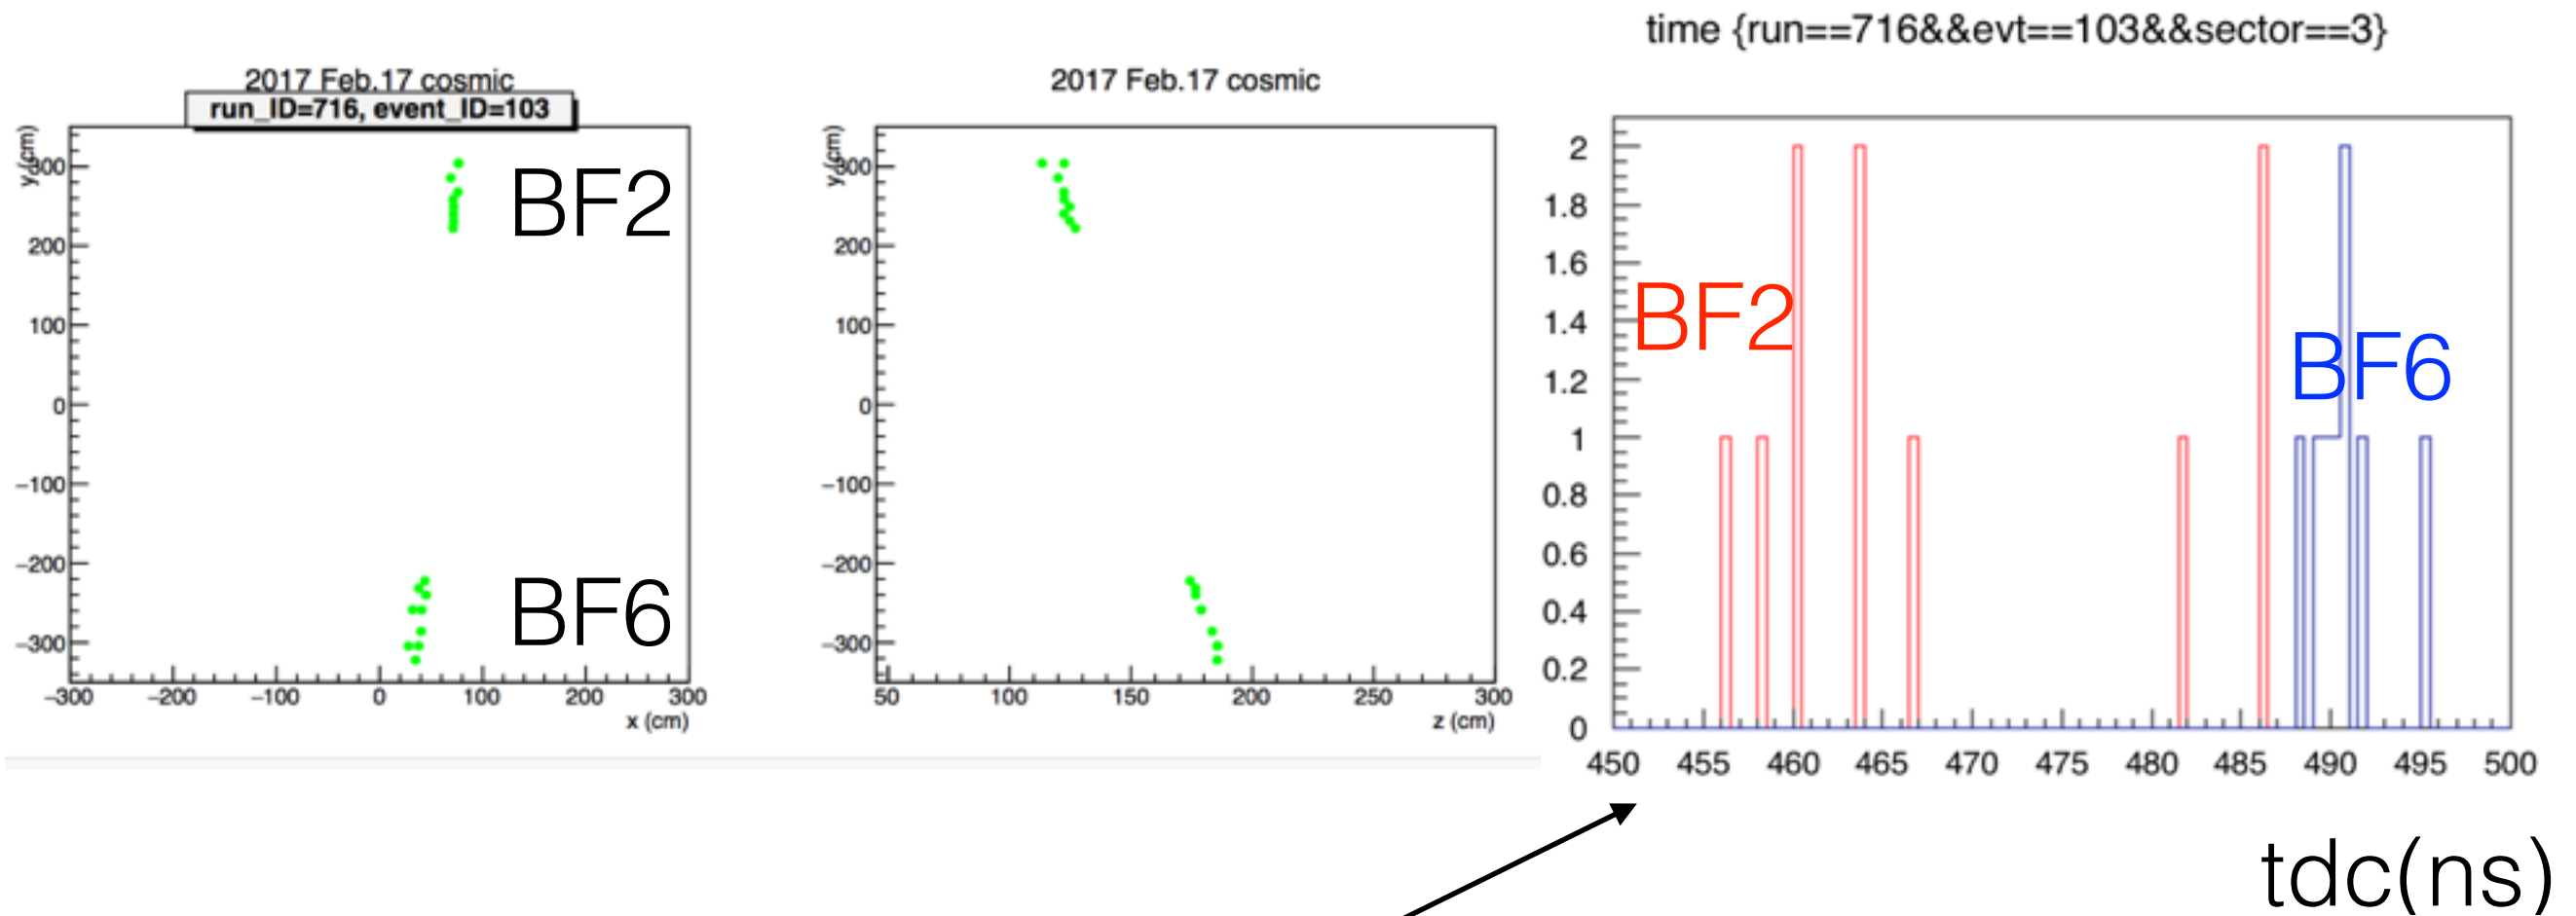 time {run==716&&evt==103&&sector==3}
2017 Feb.17 cosmic
run_ID=716, event_ID=103
y (cm)
300
200
100
0
−100
−200
−300
BF2
BF6
−300 −200 −100 0 100 200 300
x (cm)
2017 Feb.17 cosmic
y (cm)
300
200
100
0
−100
−200
−300
50 100 150 200 250 300
z (cm)
2
1.8
1.6
1.4
1.2
1
0.8
0.6
0.4
0.2
0
BF2
BF6
450 455 460 465 470 475 480 485 490 495 500
tdc(ns)